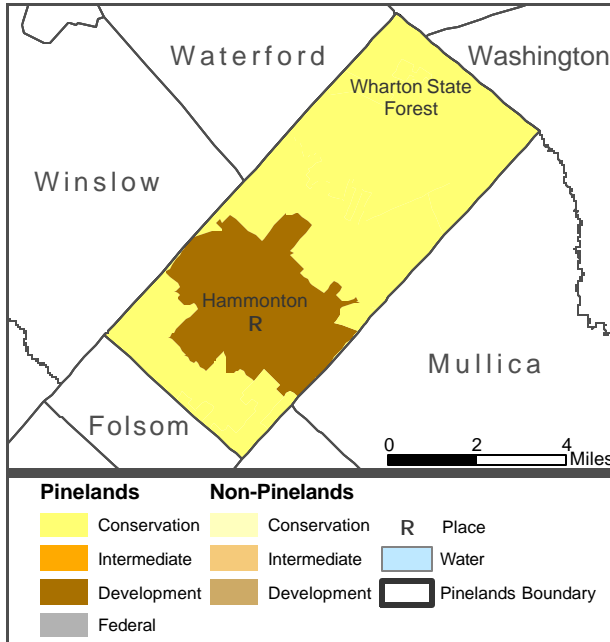 Waterford
Washington
Wharton State
Forest
Winslow
Hammonton
R
Mullica
Folsom
0 2 4
Miles
Pinelands Non-Pinelands
Conservation Conservation R Place
Intermediate Intermediate Water
Development Development Pinelands Boundary
Federal